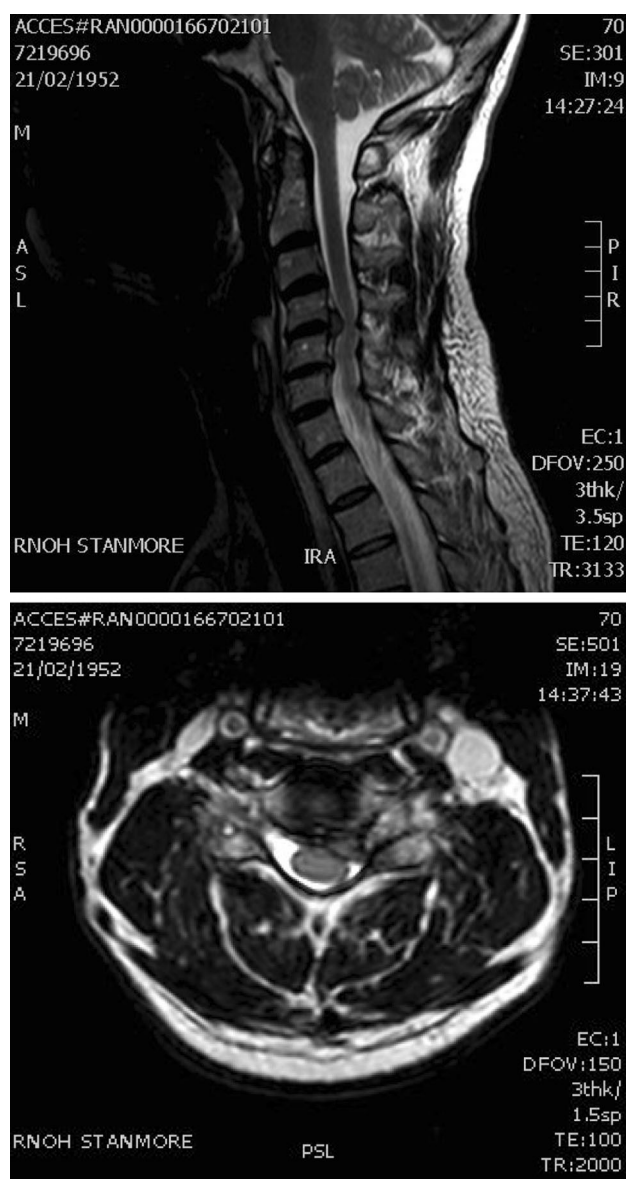 ACCES#RAN0000166702101
7219696
21/02/1952
70
SE:301
IM:9
14:27:24
M
A
S
L
P
I
R
EC:1
DFOV:250
3thk/
3.5sp
TE:120
TR:3133
RNOH STANMORE
IRA
ACCES#RAN0000166702101
7219696
21/02/1952
70
SE:501
IM:19
14:37:43
M
R
S
A
L
I
P
EC:1
DFOV:150
3thk/
1.5sp
TE:100
TR:2000
RNOH STANMORE
PSL